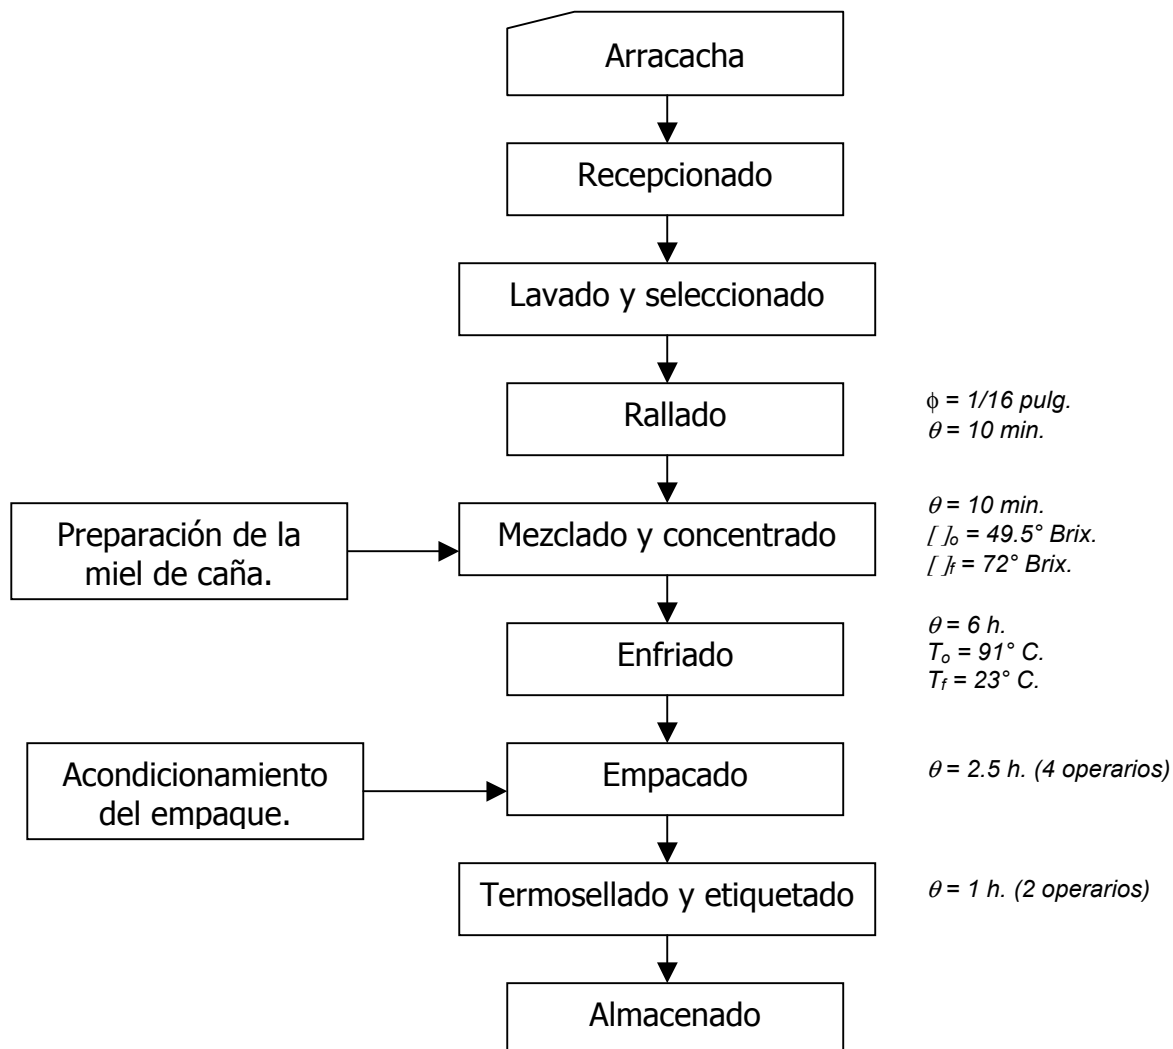 Arracacha
Recepcionado
Lavado y seleccionado
Rallado
ϕ = 1/16 pulg.
θ = 10 min.
Preparación de la
miel de caña.
Mezclado y concentrado
θ = 10 min.
[ ]o = 49.5° Brix.
[ ]f = 72° Brix.
Enfriado
θ = 6 h.
To = 91° C.
Tf = 23° C.
Acondicionamiento
del empaque.
Empacado
θ = 2.5 h. (4 operarios)
Termosellado y etiquetado
θ = 1 h. (2 operarios)
Almacenado